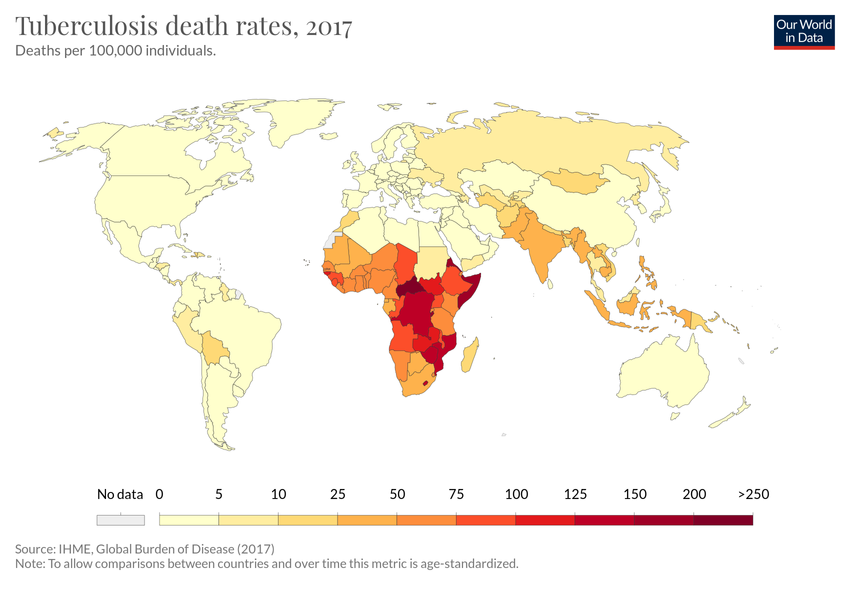 Tuberculosis death rates, 2017
Deaths per 100,000 individuals.
Our World
in Data
No data 0 5 10 25 50 75 100 125 150 200 >250
Source: IHME, Global Burden of Disease (2017)
Note: To allow comparisons between countries and over time this metric is age-standardized.